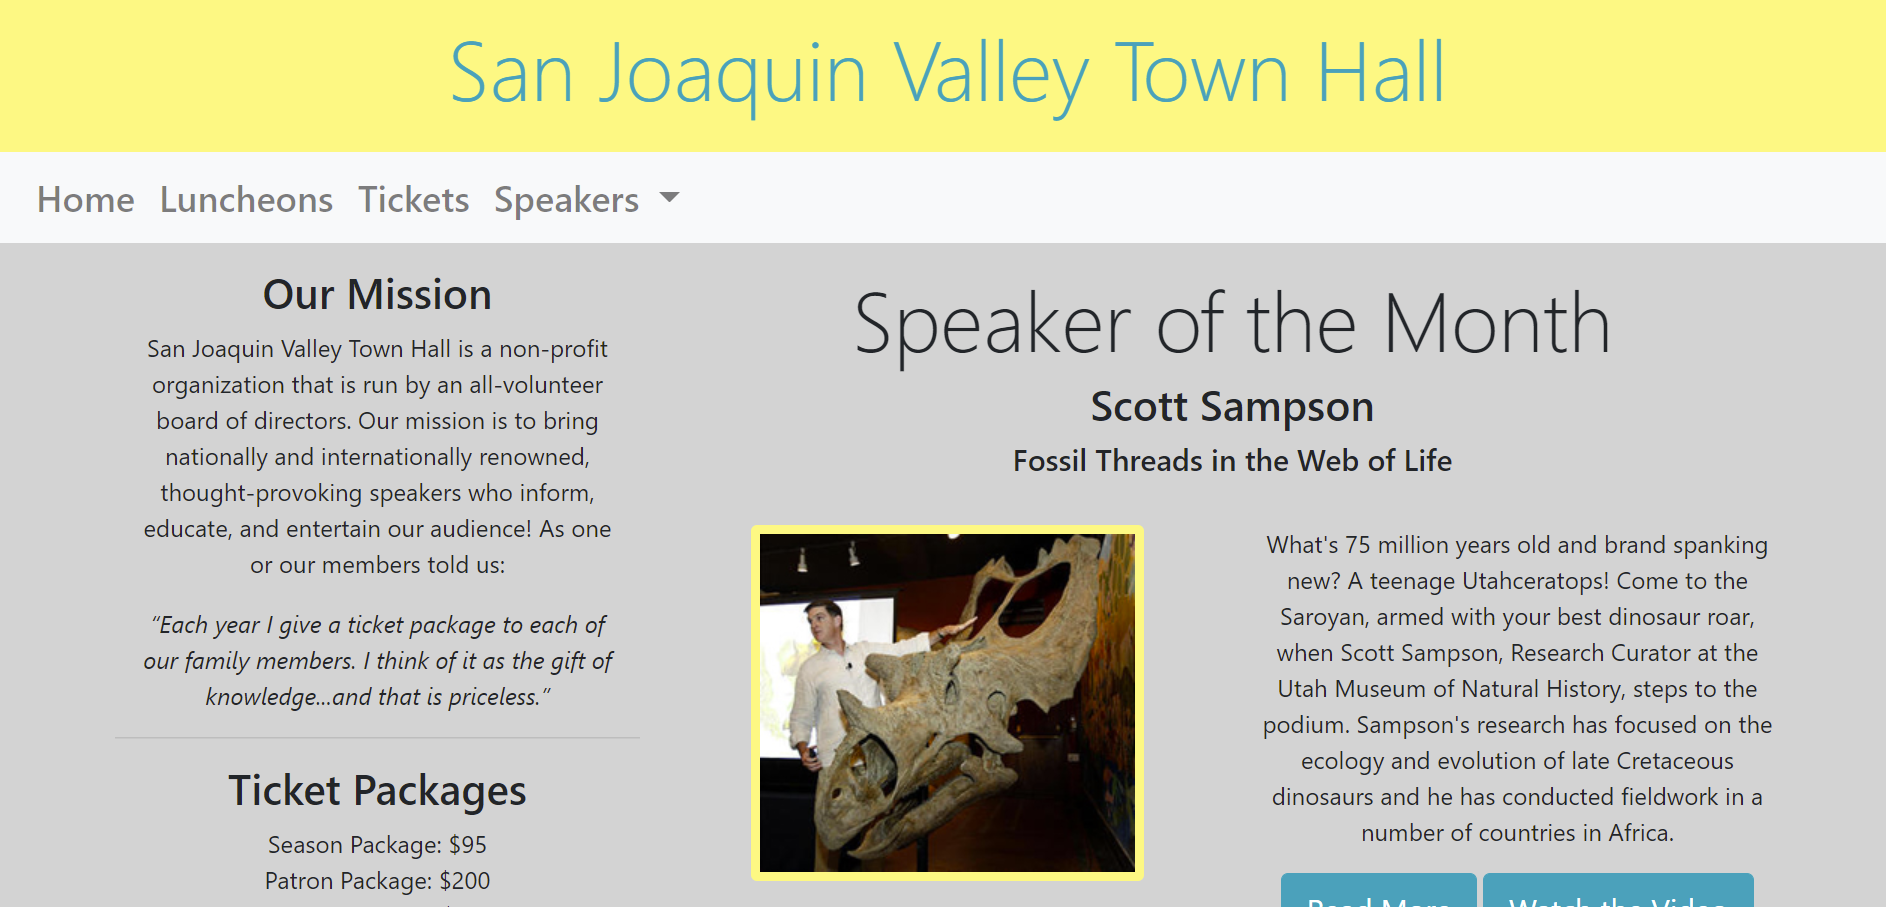 San Joaquin Valley Town Hall
Home Luncheons Tickets Speakers
Our Mission
San Joaquin Valley Town Hall is a non-profit
organization that is run by an all-volunteer
board of directors. Our mission is to bring
nationally and internationally renowned,
thought-provoking speakers who inform,
educate, and entertain our audience! As one
or our members told us:
“Each year I give a ticket package to each of
our family members. I think of it as the gift of
knowledge...and that is priceless.”
Ticket Packages
Season Package: $95
Patron Package: $200
Speaker of the Month
Scott Sampson
Fossil Threads in the Web of Life
What's 75 million years old and brand spanking
new? A teenage Utahceratops! Come to the
Saroyan, armed with your best dinosaur roar,
when Scott Sampson, Research Curator at the
Utah Museum of Natural History, steps to the
podium. Sampson's research has focused on the
ecology and evolution of late Cretaceous
dinosaurs and he has conducted fieldwork in a
number of countries in Africa.
Read More Watch the Video